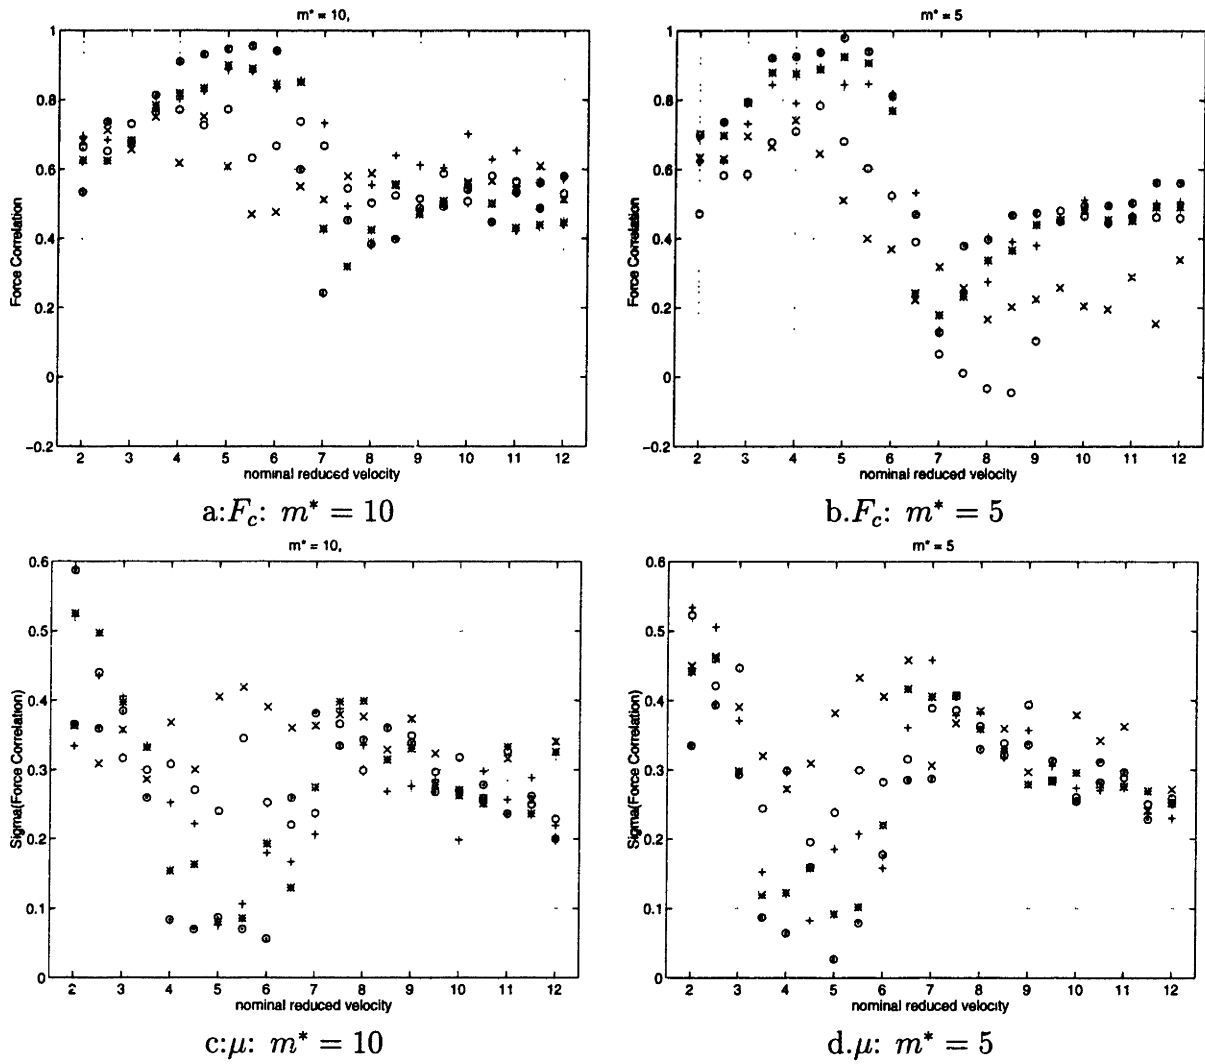 m* = 10,
1
0.8
0.6
0.4
0.2
0
−0.2
Force Correlation
2 3 4 5 6 7 8 9 10 11 12
nominal reduced velocity
a:F_c: m* = 10
m* = 5
1
0.8
0.6
0.4
0.2
0
−0.2
Force Correlation
2 3 4 5 6 7 8 9 10 11 12
nominal reduced velocity
b.F_c: m* = 5
m* = 10,
0.6
0.5
0.4
0.3
0.2
0.1
0
Sigma(Force Correlation)
2 3 4 5 6 7 8 9 10 11 12
nominal reduced velocity
c:μ: m* = 10
m* = 5
0.6
0.5
0.4
0.3
0.2
0.1
0
Sigma(Force Correlation)
2 3 4 5 6 7 8 9 10 11 12
nominal reduced velocity
d.μ: m* = 5